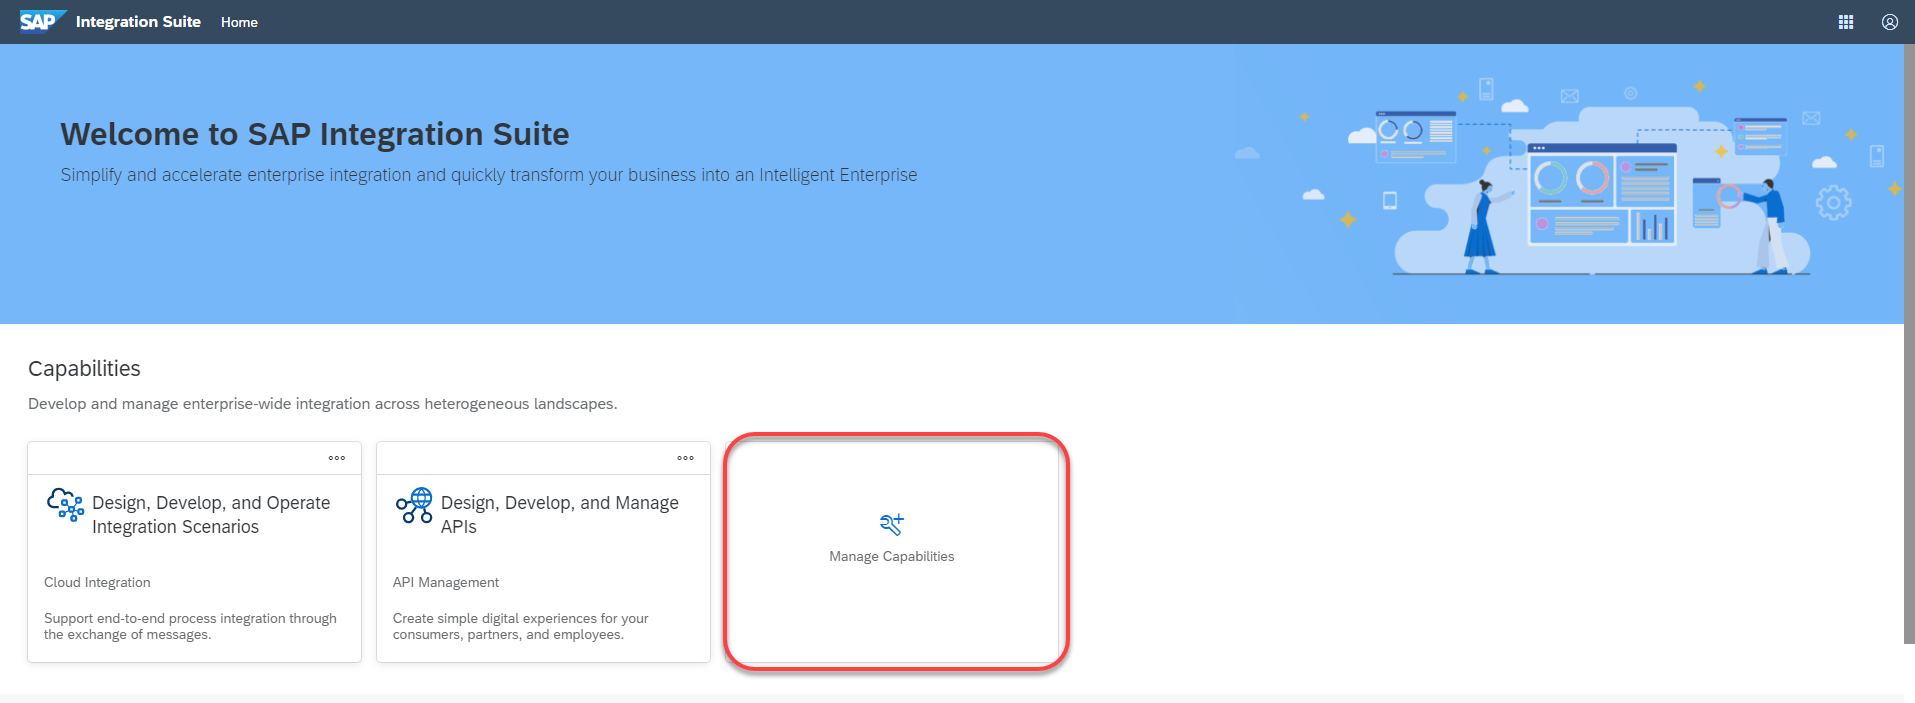 SAP Integration Suite Home
Welcome to SAP Integration Suite
Simplify and accelerate enterprise integration and quickly transform your business into an Intelligent Enterprise
Capabilities
Develop and manage enterprise-wide integration across heterogeneous landscapes.
Design, Develop, and Operate
Integration Scenarios
Cloud Integration
Support end-to-end process integration through
the exchange of messages.
Design, Develop, and Manage
APIs
API Management
Create simple digital experiences for your
consumers, partners, and employees.
Manage Capabilities